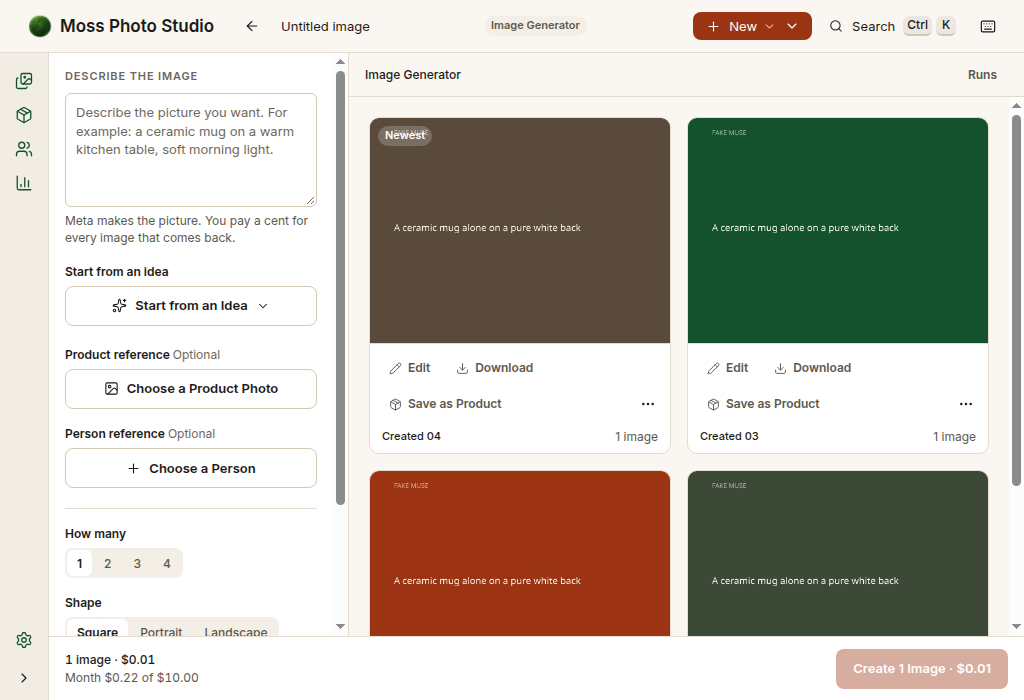 Moss Photo Studio
Untitled image
Image Generator
New
Search
Ctrl
K
DESCRIBE THE IMAGE
Describe the picture you want. For
example: a ceramic mug on a warm
kitchen table, soft morning light.
Meta makes the picture. You pay a cent for
every image that comes back.
Start from an idea
Start from an Idea
Product reference Optional
Choose a Product Photo
Person reference Optional
Choose a Person
How many
1 2 3 4
Shape
Square Portrait Landscape
Image Generator
Runs
Newest
A ceramic mug alone on a pure white back
Edit
Download
Save as Product
Created 04
1 image
FAKE MUSE
A ceramic mug alone on a pure white back
Edit
Download
Save as Product
Created 03
1 image
FAKE MUSE
A ceramic mug alone on a pure white back
FAKE MUSE
A ceramic mug alone on a pure white back
1 image · $0.01
Month $0.22 of $10.00
Create 1 Image · $0.01